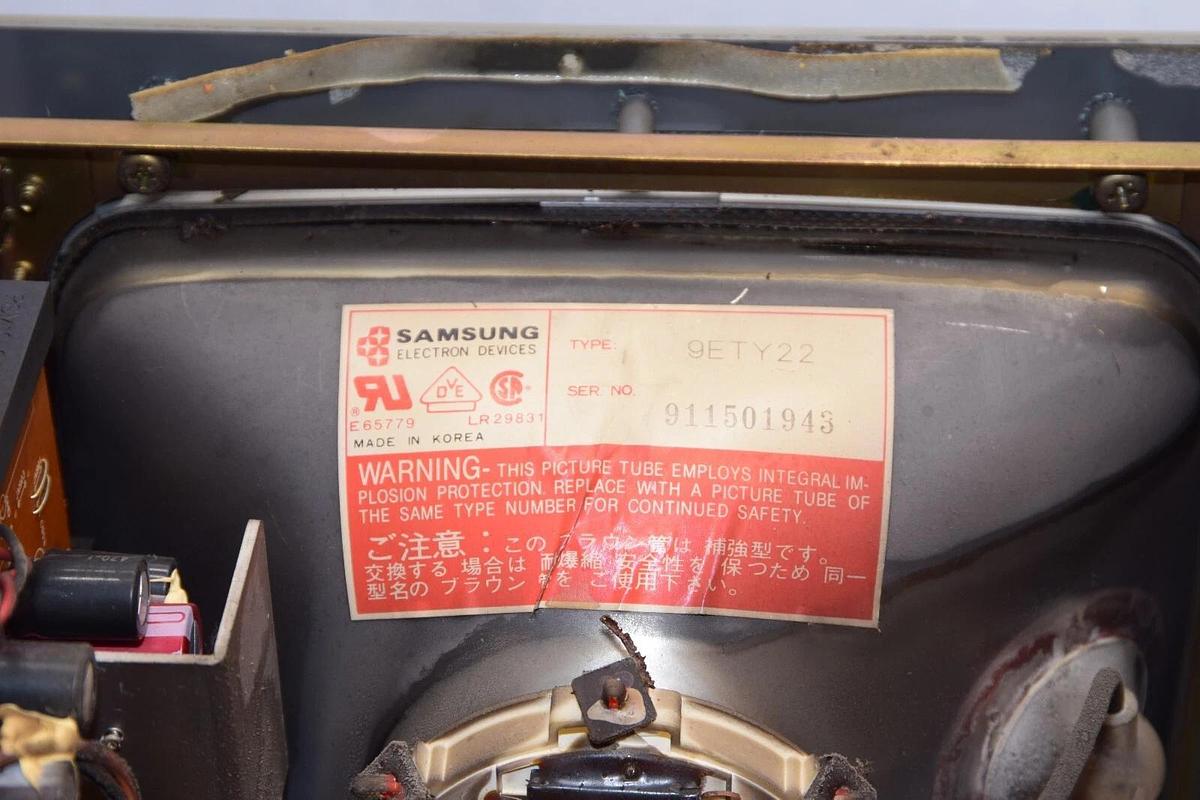 SAMSUNG
ELECTRON DEVICES
DVE
E65779
LR29831
MADE IN KOREA
TYPE: 9ETY22
SER. NO. 911501943
WARNING- THIS PICTURE TUBE EMPLOYS INTEGRAL IM-
PLOSION PROTECTION. REPLACE WITH A PICTURE TUBE OF
THE SAME TYPE NUMBER FOR CONTINUED SAFETY.
ご注意：このブラウン管は 補強型です。
交換する 場合は 耐爆縮 安全性を 保つため 同一
型名の ブラウン管を ご使用下さい。